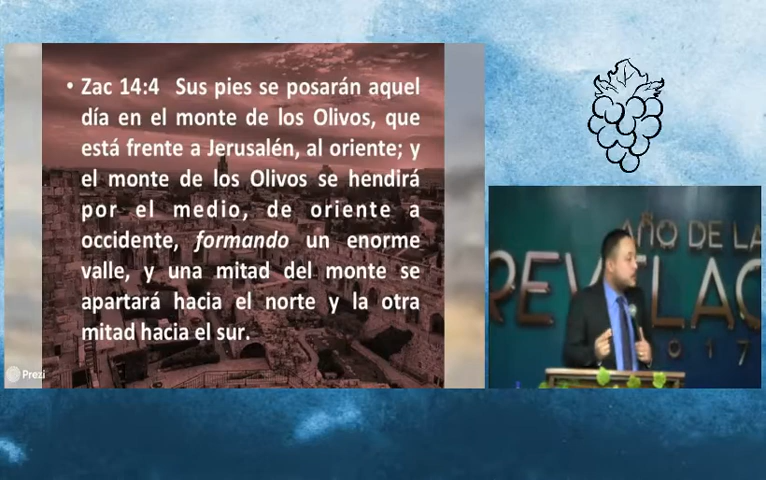 • Zac 14:4 Sus pies se posarán aquel
día en el monte de los Olivos, que
está frente a Jerusalén, al oriente; y
el monte de los Olivos se hendirá
por el medio, de oriente a
occidente, formando un enorme
valle, y una mitad del monte se
apartará hacia el norte y la otra
mitad hacia el sur.
Prezi
AÑO DE LA
REVELAC
017